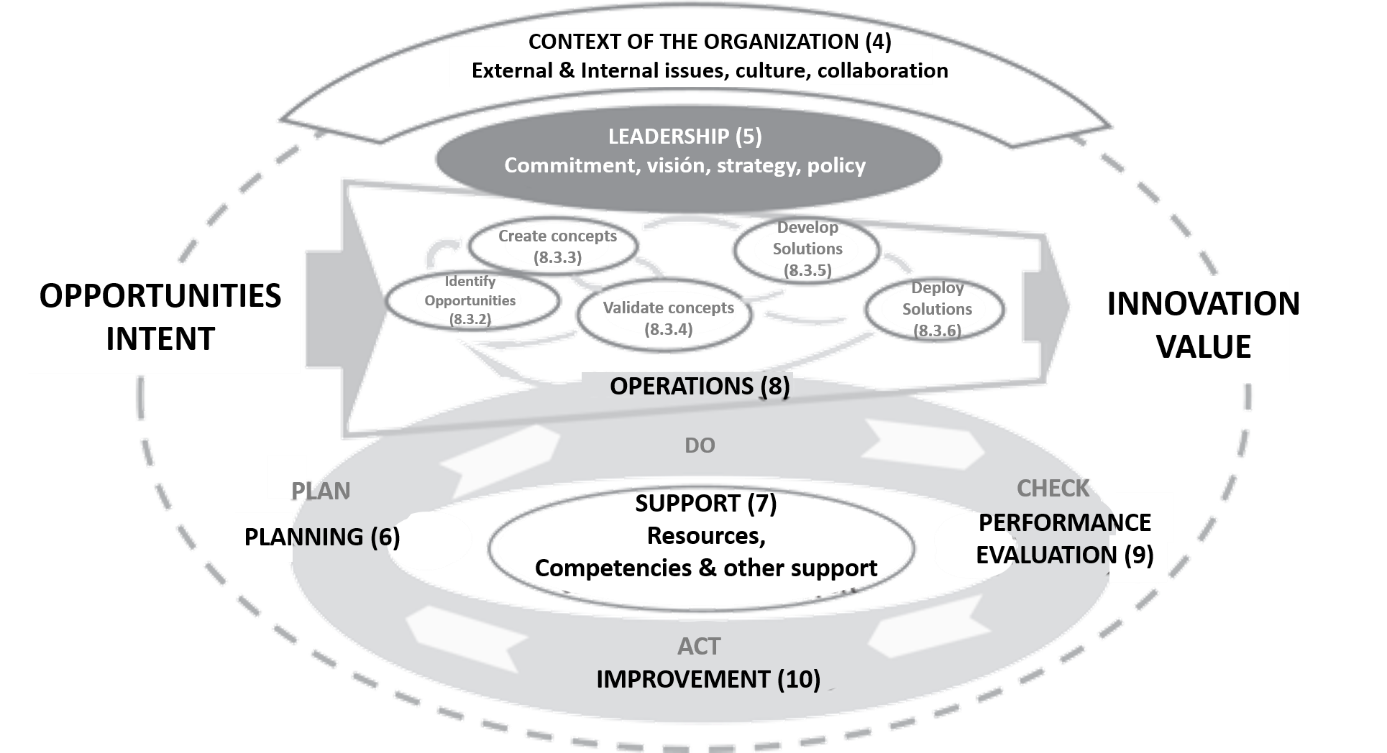 CONTEXT OF THE ORGANIZATION (4)
External & Internal issues, culture, collaboration
LEADERSHIP (5)
Commitment, visión, strategy, policy
Create concepts
(8.3.3)
Develop
Solutions
(8.3.5)
Identify
Opportunities
(8.3.2)
Validate concepts
(8.3.4)
Deploy
Solutions
(8.3.6)
OPPORTUNITIES
INTENT
INNOVATION
VALUE
OPERATIONS (8)
DO
PLAN
PLANNING (6)
SUPPORT (7)
Resources,
Competencies & other support
CHECK
PERFORMANCE
EVALUATION (9)
ACT
IMPROVEMENT (10)